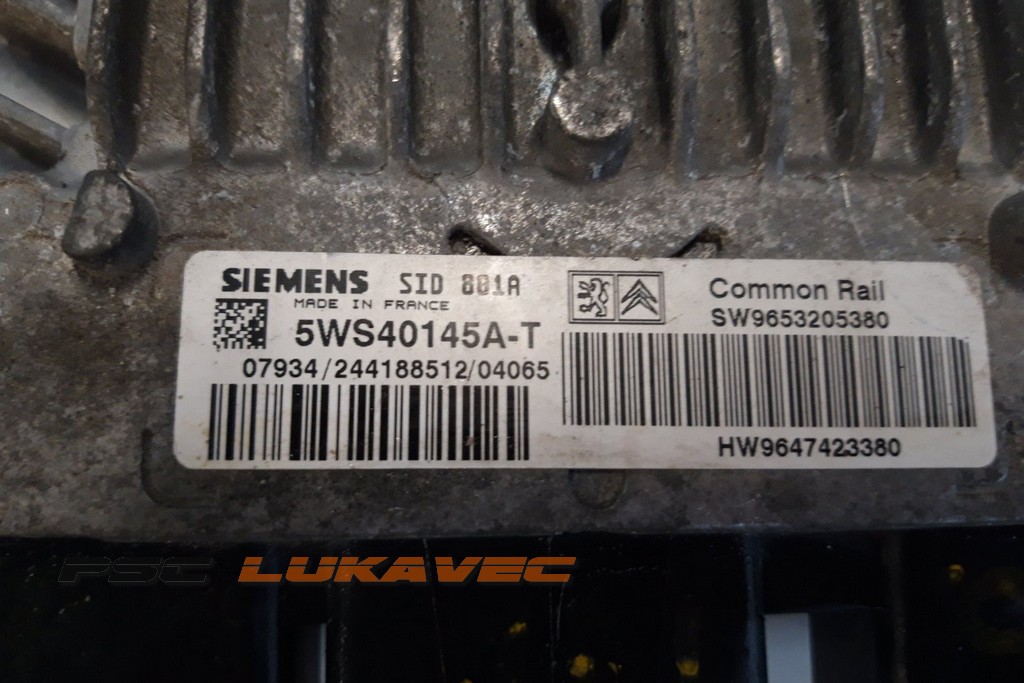 SIEMENS SID 801A
MADE IN FRANCE
5WS40145A-T
07934/244188512/04065
Common Rail
SW9653205380
HW9647423380
PSC LUKAVEC